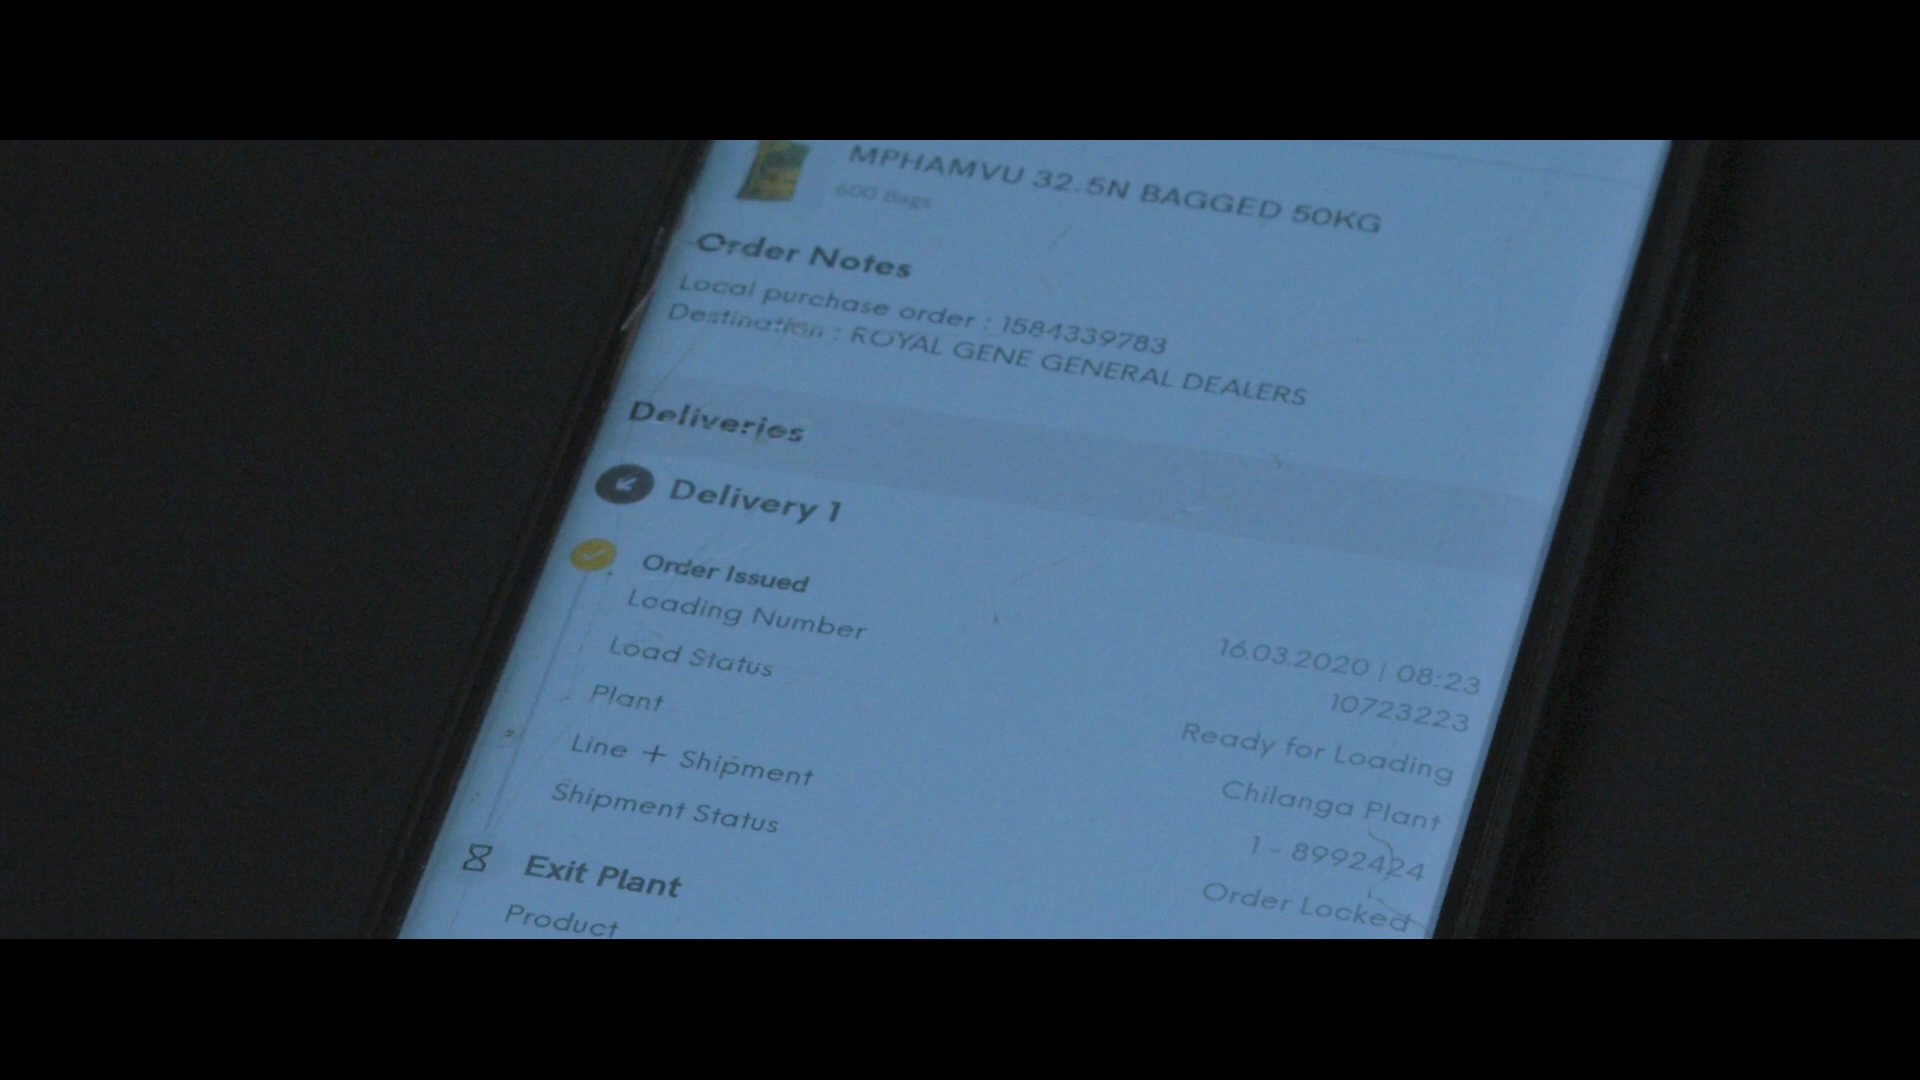 MPHAMVU 32.5N BAGGED 50KG
600 Bags
Order Notes
Local purchase order : 1584339783
Destination : ROYAL GENE GENERAL DEALERS
Deliveries
Delivery 1
Order Issued 16.03.2020 | 08:23
Loading Number 10723223
Load Status Ready for Loading
Plant Chilanga Plant
Line + Shipment 1 - 8992424
Shipment Status Order Locked
Exit Plant
Product